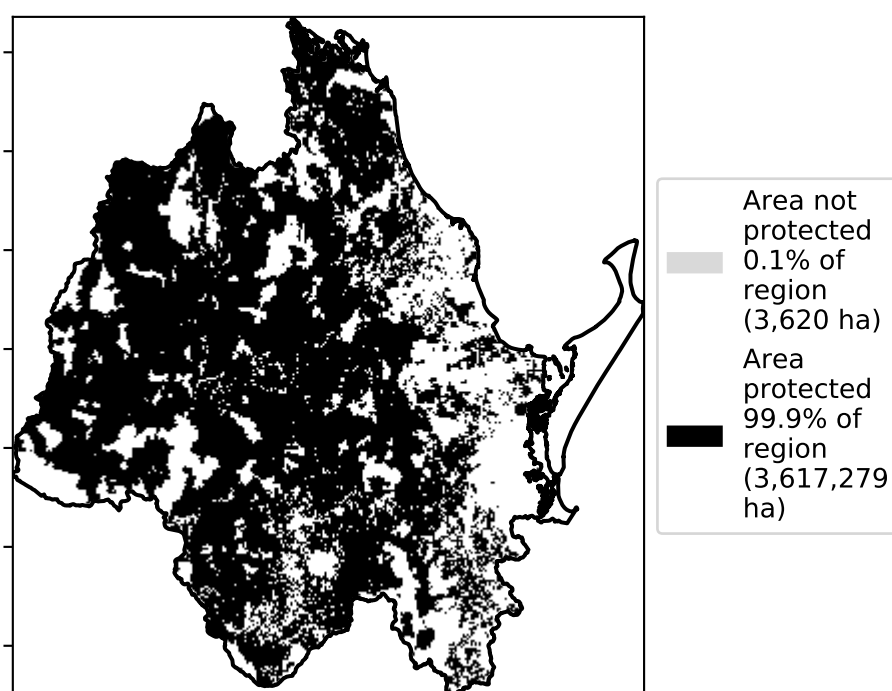 Area not
protected
0.1% of
region
(3,620 ha)
Area
protected
99.9% of
region
(3,617,279
ha)